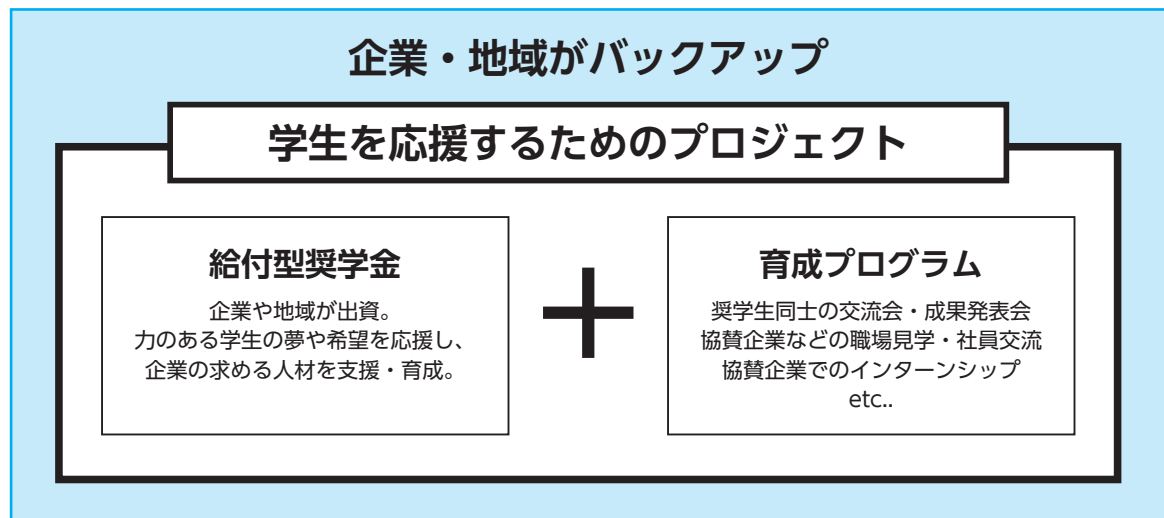 企業・地域がバックアップ
学生を応援するためのプロジェクト
給付型奨学金
企業や地域が出資。
力のある学生の夢や希望を応援し、
企業の求める人材を支援・育成。
＋
育成プログラム
奨学生同士の交流会・成果発表会
協賛企業などの職場見学・社員交流
協賛企業でのインターンシップ
etc..